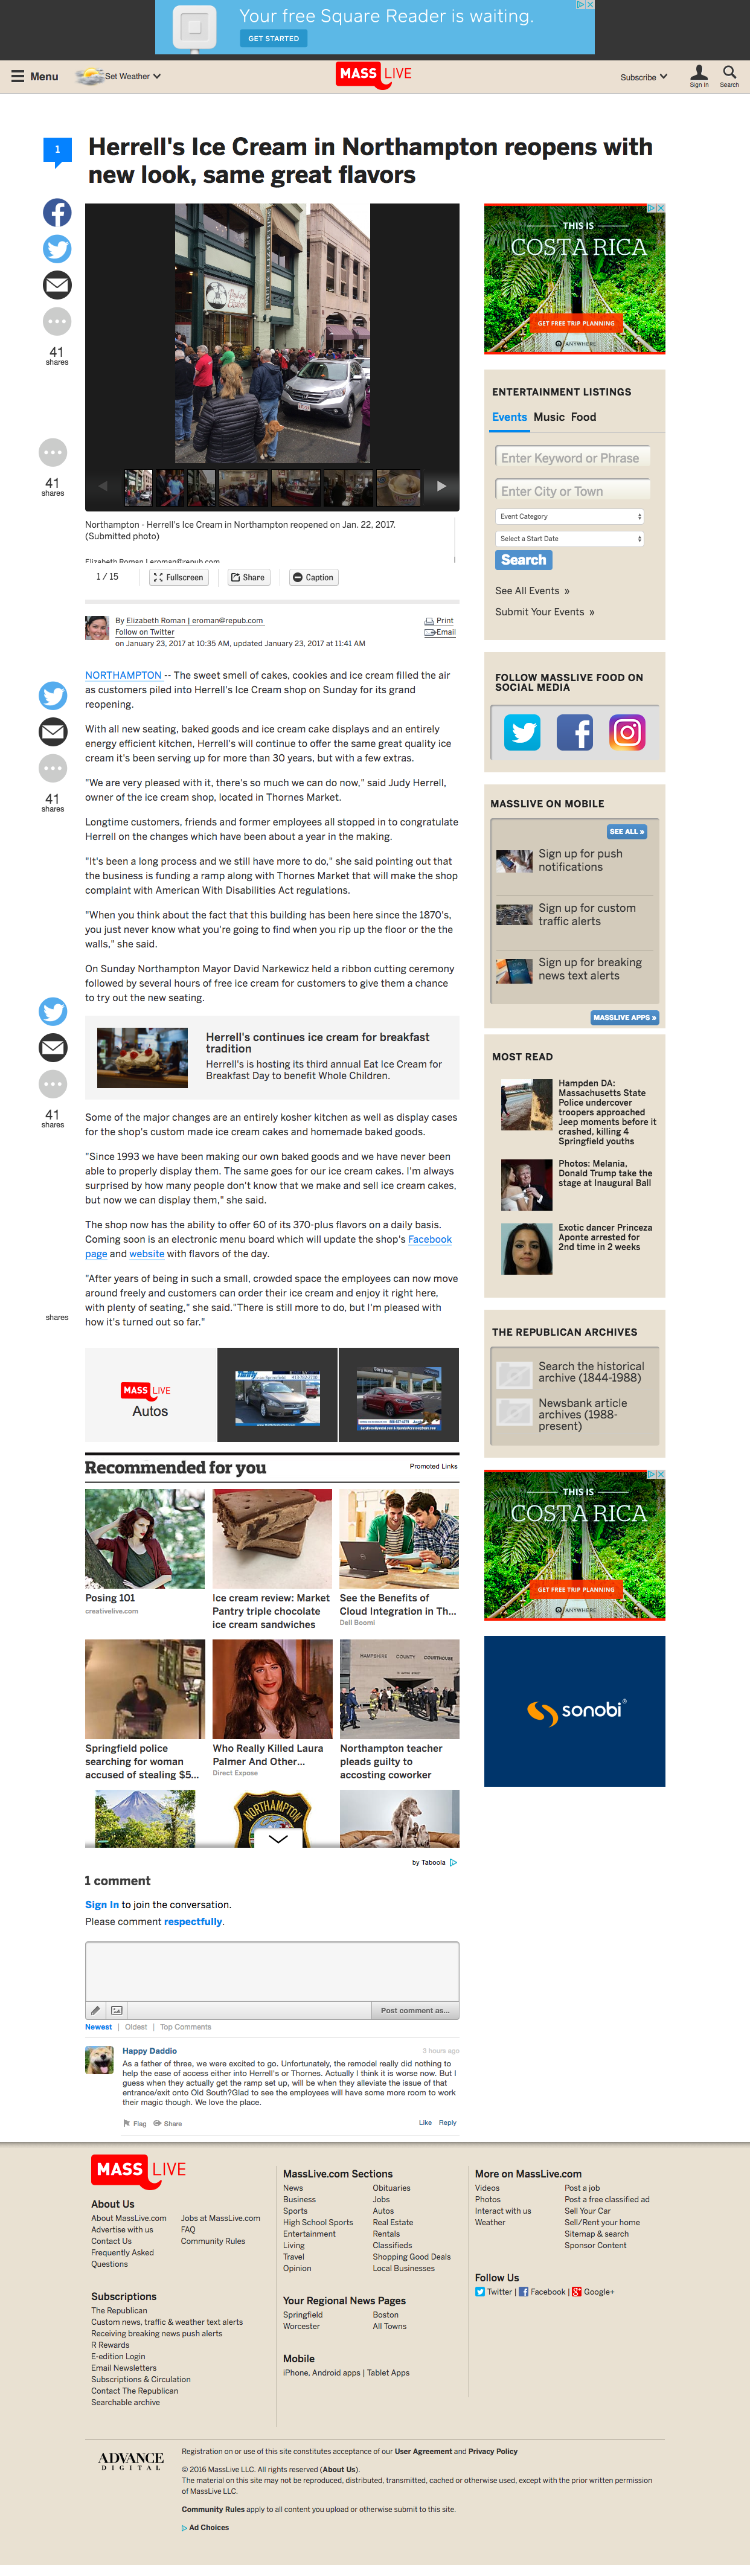 Your free Square Reader is waiting.
GET STARTED
Menu
Set Weather
MASS LIVE
Subscribe
Sign In
Search
1
Herrell's Ice Cream in Northampton reopens with
new look, same great flavors
41
shares
41
shares
Northampton - Herrell's Ice Cream in Northampton reopened on Jan. 22, 2017.
(Submitted photo)
Elizabeth Roman | eroman@repub.com
1 / 15
Fullscreen
Share
Caption
By Elizabeth Roman | eroman@repub.com
Follow on Twitter
on January 23, 2017 at 10:35 AM, updated January 23, 2017 at 11:41 AM
Print
Email
NORTHAMPTON -- The sweet smell of cakes, cookies and ice cream filled the air
as customers piled into Herrell's Ice Cream shop on Sunday for its grand
reopening.
With all new seating, baked goods and ice cream cake displays and an entirely
energy efficient kitchen, Herrell's will continue to offer the same great quality ice
cream it's been serving up for more than 30 years, but with a few extras.
"We are very pleased with it, there's so much we can do now," said Judy Herrell,
owner of the ice cream shop, located in Thornes Market.
Longtime customers, friends and former employees all stopped in to congratulate
Herrell on the changes which have been about a year in the making.
"It's been a long process and we still have more to do," she said pointing out that
the business is funding a ramp along with Thornes Market that will make the shop
complaint with American With Disabilities Act regulations.
"When you think about the fact that this building has been here since the 1870's,
you just never know what you're going to find when you rip up the floor or the the
walls," she said.
On Sunday Northampton Mayor David Narkewicz held a ribbon cutting ceremony
followed by several hours of free ice cream for customers to give them a chance
to try out the new seating.
41
shares
Herrell's continues ice cream for breakfast
tradition
Herrell's is hosting its third annual Eat Ice Cream for
Breakfast Day to benefit Whole Children.
Some of the major changes are an entirely kosher kitchen as well as display cases
for the shop's custom made ice cream cakes and homemade baked goods.
41
shares
"Since 1993 we have been making our own baked goods and we have never been
able to properly display them. The same goes for our ice cream cakes. I'm always
surprised by how many people don't know that we make and sell ice cream cakes,
but now we can display them," she said.
The shop now has the ability to offer 60 of its 370-plus flavors on a daily basis.
Coming soon is an electronic menu board which will update the shop's Facebook
page and website with flavors of the day.
"After years of being in such a small, crowded space the employees can now move
around freely and customers can order their ice cream and enjoy it right here,
with plenty of seating," she said."There is still more to do, but I'm pleased with
how it's turned out so far."
shares
MASS LIVE
Autos
Thrifty
THIS IS
COSTA RICA
GET FREE TRIP PLANNING
ANYWHERE
ENTERTAINMENT LISTINGS
Events Music Food
Enter Keyword or Phrase
Enter City or Town
Event Category
Select a Start Date
Search
See All Events »
Submit Your Events »
FOLLOW MASSLIVE FOOD ON
SOCIAL MEDIA
MASSLIVE ON MOBILE
SEE ALL »
Sign up for push
notifications
Sign up for custom
traffic alerts
Sign up for breaking
news text alerts
MASSLIVE APPS »
MOST READ
Hampden DA:
Massachusetts State
Police undercover
troopers approached
Jeep moments before it
crashed, killing 4
Springfield youths
Photos: Melania,
Donald Trump take the
stage at Inaugural Ball
Exotic dancer Princeza
Aponte arrested for
2nd time in 2 weeks
THE REPUBLICAN ARCHIVES
Search the historical
archive (1844-1988)
Newsbank article
archives (1988-
present)
THIS IS
COSTA RICA
GET FREE TRIP PLANNING
ANYWHERE
sonobi
Recommended for you
Promoted Links
Posing 101
creativelive.com
Ice cream review: Market
Pantry triple chocolate
ice cream sandwiches
See the Benefits of
Cloud Integration in Th...
Dell Boomi
HAMPSHIRE COUNTY COURTHOUSE
Springfield police
searching for woman
accused of stealing $5...
Who Really Killed Laura
Palmer And Other...
Direct Expose
Northampton teacher
pleads guilty to
accosting coworker
NORTHAMPTON
by Taboola
1 comment
Sign In to join the conversation.
Please comment respectfully.
Post comment as...
Newest | Oldest | Top Comments
Happy Daddio
3 hours ago
As a father of three, we were excited to go. Unfortunately, the remodel really did nothing to
help the ease of access either into Herrell's or Thornes. Actually I think it is worse now. But I
guess when they actually get the ramp set up, will be when they alleviate the issue of that
entrance/exit onto Old South?Glad to see the employees will have some more room to work
their magic though. We love the place.
Flag
Share
Like
Reply
MASS LIVE
About Us
About MassLive.com
Advertise with us
Contact Us
Frequently Asked
Questions
Jobs at MassLive.com
FAQ
Community Rules
Subscriptions
The Republican
Custom news, traffic & weather text alerts
Receiving breaking news push alerts
R Rewards
E-edition Login
Email Newsletters
Subscriptions & Circulation
Contact The Republican
Searchable archive
MassLive.com Sections
News
Business
Sports
High School Sports
Entertainment
Living
Travel
Opinion
Obituaries
Jobs
Autos
Real Estate
Rentals
Classifieds
Shopping Good Deals
Local Businesses
Your Regional News Pages
Springfield
Worcester
Boston
All Towns
Mobile
iPhone, Android apps | Tablet Apps
More on MassLive.com
Videos
Photos
Interact with us
Weather
Post a job
Post a free classified ad
Sell Your Car
Sell/Rent your home
Sitemap & search
Sponsor Content
Follow Us
Twitter | Facebook | Google+
ADVANCE
DIGITAL
Registration on or use of this site constitutes acceptance of our User Agreement and Privacy Policy
© 2016 MassLive LLC. All rights reserved (About Us).
The material on this site may not be reproduced, distributed, transmitted, cached or otherwise used, except with the prior written permission
of MassLive LLC.
Community Rules apply to all content you upload or otherwise submit to this site.
Ad Choices